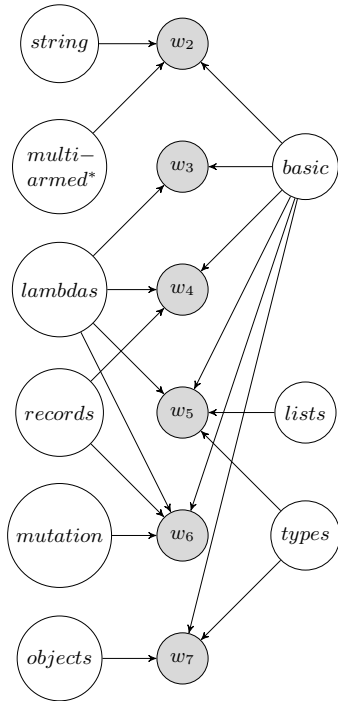 string
w2
multi−
armed*
w3
basic
lambdas
w4
records
w5
lists
mutation
w6
types
objects
w7